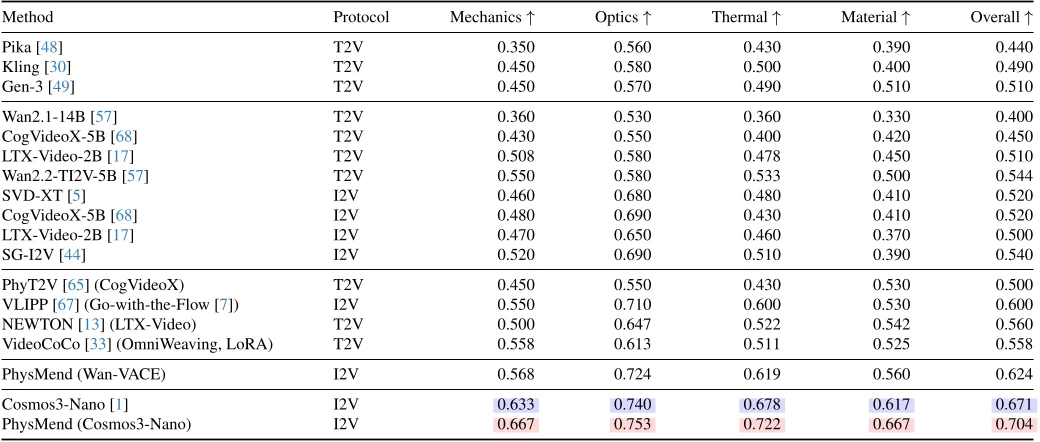 Method Protocol Mechanics ↑ Optics ↑ Thermal ↑ Material ↑ Overall ↑
Pika [48] T2V 0.350 0.560 0.430 0.390 0.440
Kling [30] T2V 0.450 0.580 0.500 0.400 0.490
Gen-3 [49] T2V 0.450 0.570 0.490 0.510 0.510
Wan2.1-14B [57] T2V 0.360 0.530 0.360 0.330 0.400
CogVideoX-5B [68] T2V 0.430 0.550 0.400 0.420 0.450
LTX-Video-2B [17] T2V 0.508 0.580 0.478 0.450 0.510
Wan2.2-TI2V-5B [57] T2V 0.550 0.580 0.533 0.500 0.544
SVD-XT [5] I2V 0.460 0.680 0.480 0.410 0.520
CogVideoX-5B [68] I2V 0.480 0.690 0.430 0.410 0.520
LTX-Video-2B [17] I2V 0.470 0.650 0.460 0.370 0.500
SG-I2V [44] I2V 0.520 0.690 0.510 0.390 0.540
PhyT2V [65] (CogVideoX) T2V 0.450 0.550 0.430 0.530 0.500
VLIPP [67] (Go-with-the-Flow [7]) I2V 0.550 0.710 0.600 0.530 0.600
NEWTON [13] (LTX-Video) T2V 0.500 0.647 0.522 0.542 0.560
VideoCoCo [33] (OmniWeaving, LoRA) T2V 0.558 0.613 0.511 0.525 0.558
PhysMend (Wan-VACE) I2V 0.568 0.724 0.619 0.560 0.624
Cosmos3-Nano [1] I2V 0.633 0.740 0.678 0.617 0.671
PhysMend (Cosmos3-Nano) I2V 0.667 0.753 0.722 0.667 0.704